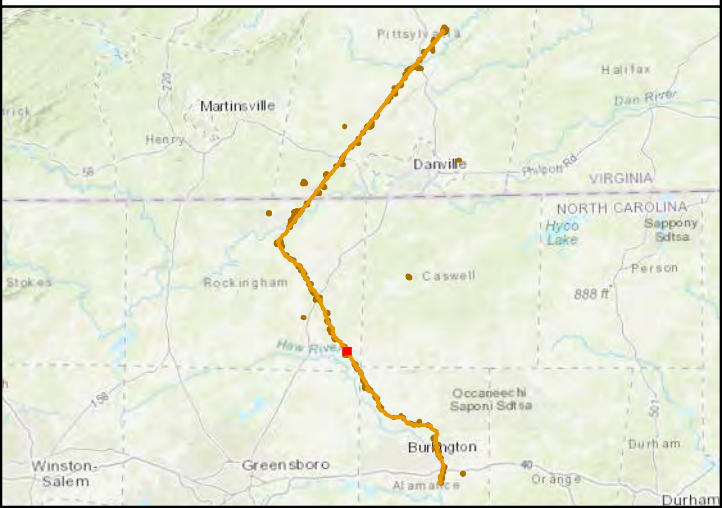 Pittsylvania
Halifax
Dan River
220
Martinsville
Henry
Danville
Philpott Rd
58
VIRGINIA
NORTH CAROLINA
Hyco
Lake
Sappony
Sdtsa
Person
Caswell
Stokes
Rockingham
888 ft
Haw River
158
Occaneechi
Saponi Sdtsa
501
Burlington
Durham
Winston-
Salem
Greensboro
40
Orange
Alamance
Durham